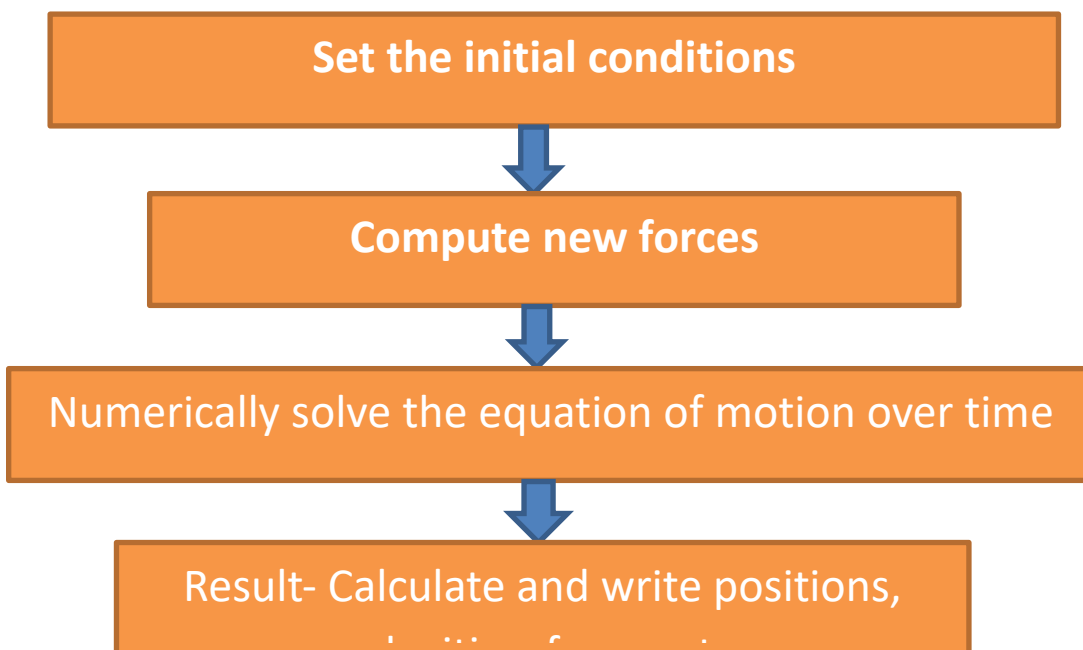 Set the initial conditions
Compute new forces
Numerically solve the equation of motion over time
Result- Calculate and write positions,